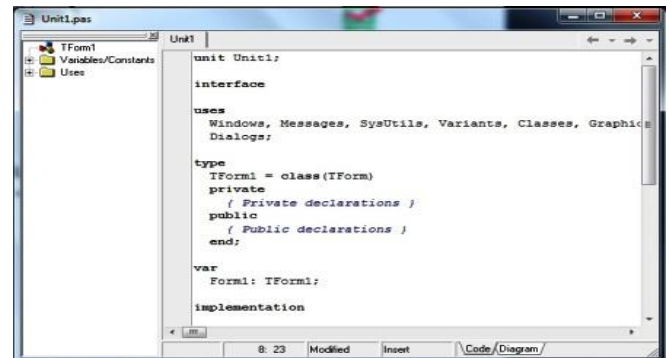 Unit1.pas
TForm1
Variables/Constants
Uses
Unit1
unit Unit1;
interface
uses
Windows, Messages, SysUtils, Variants, Classes, Graphics
Dialogs;
type
TForm1 = class(TForm)
private
{ Private declarations }
public
{ Public declarations }
end;
var
Form1: TForm1;
implementation
8: 23 Modified Insert Code Diagram